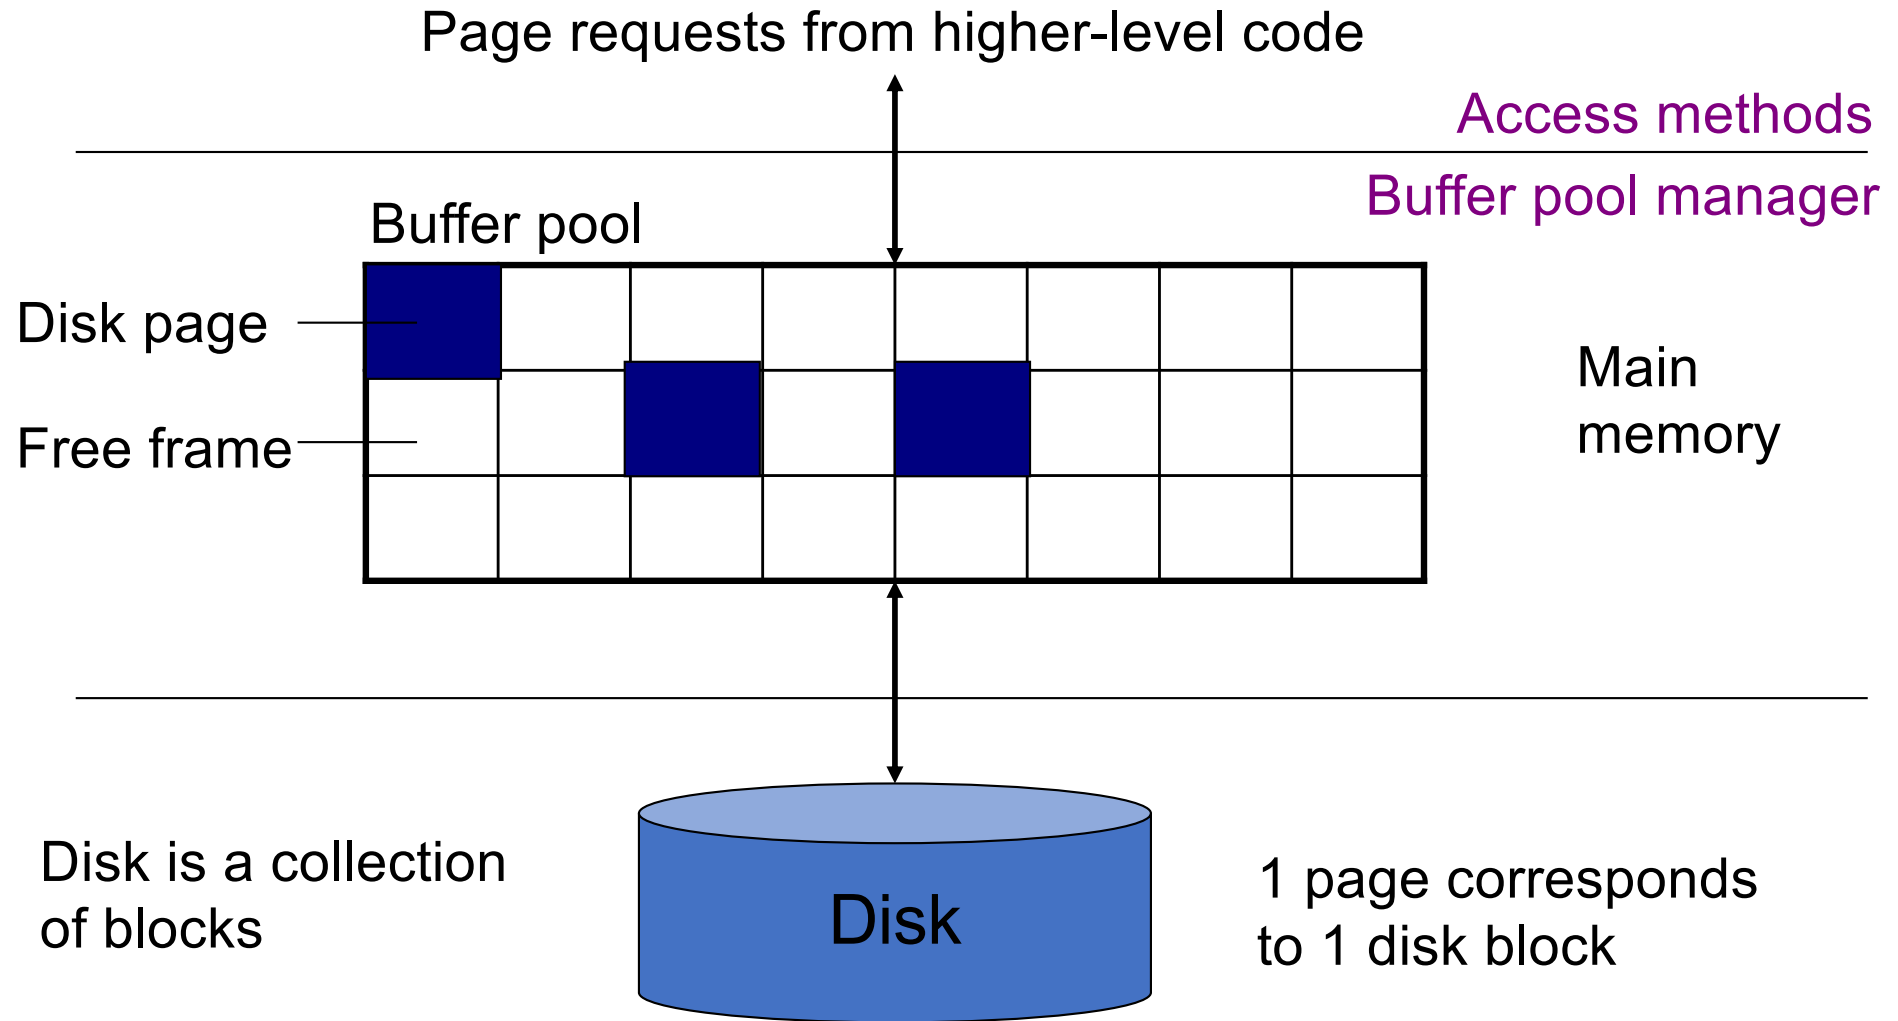 Page requests from higher-level code
Access methods
Buffer pool manager
Buffer pool
Disk page
Free frame
Main
memory
Disk is a collection
of blocks
Disk
1 page corresponds
to 1 disk block